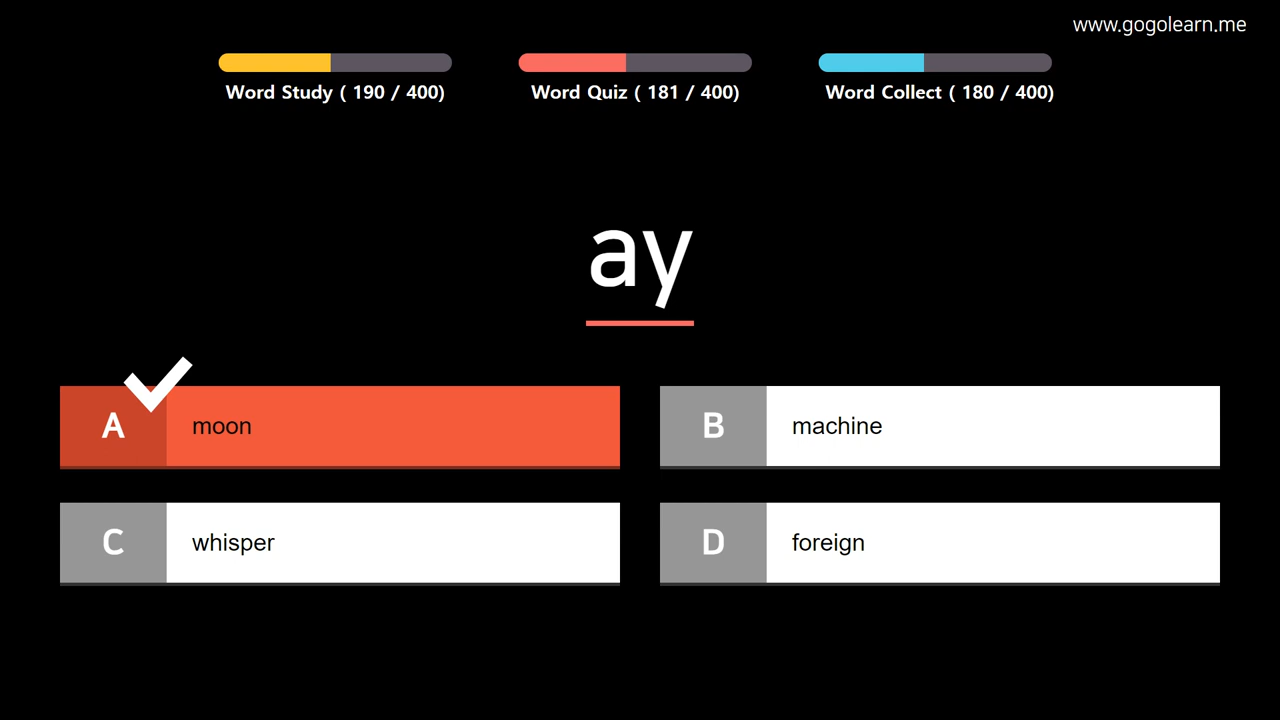 www.gogolearn.me
Word Study ( 190 / 400)
Word Quiz ( 181 / 400)
Word Collect ( 180 / 400)
ay
A moon
B machine
C whisper
D foreign